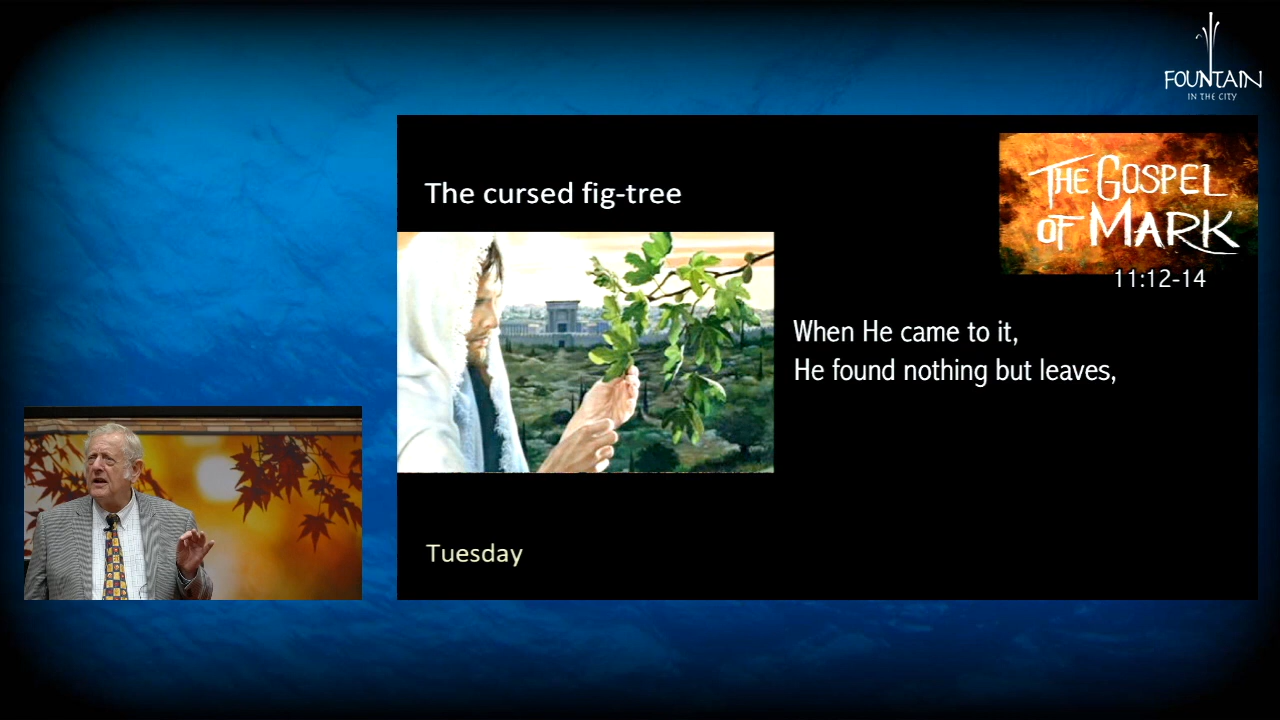 FOUNTAIN
IN THE CITY
THE GOSPEL
OF MARK
11:12-14
The cursed fig-tree
When He came to it,
He found nothing but leaves,
Tuesday